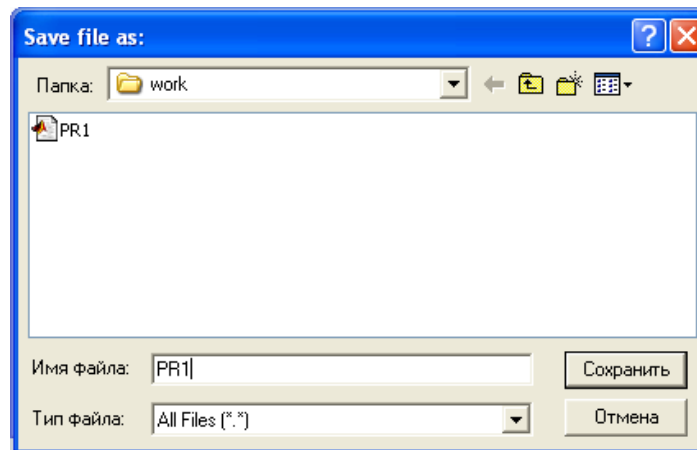 Save file as:
Папка: work
PR1
Имя файла: PR1 Сохранить
Тип файла: All Files (*.*) Отмена